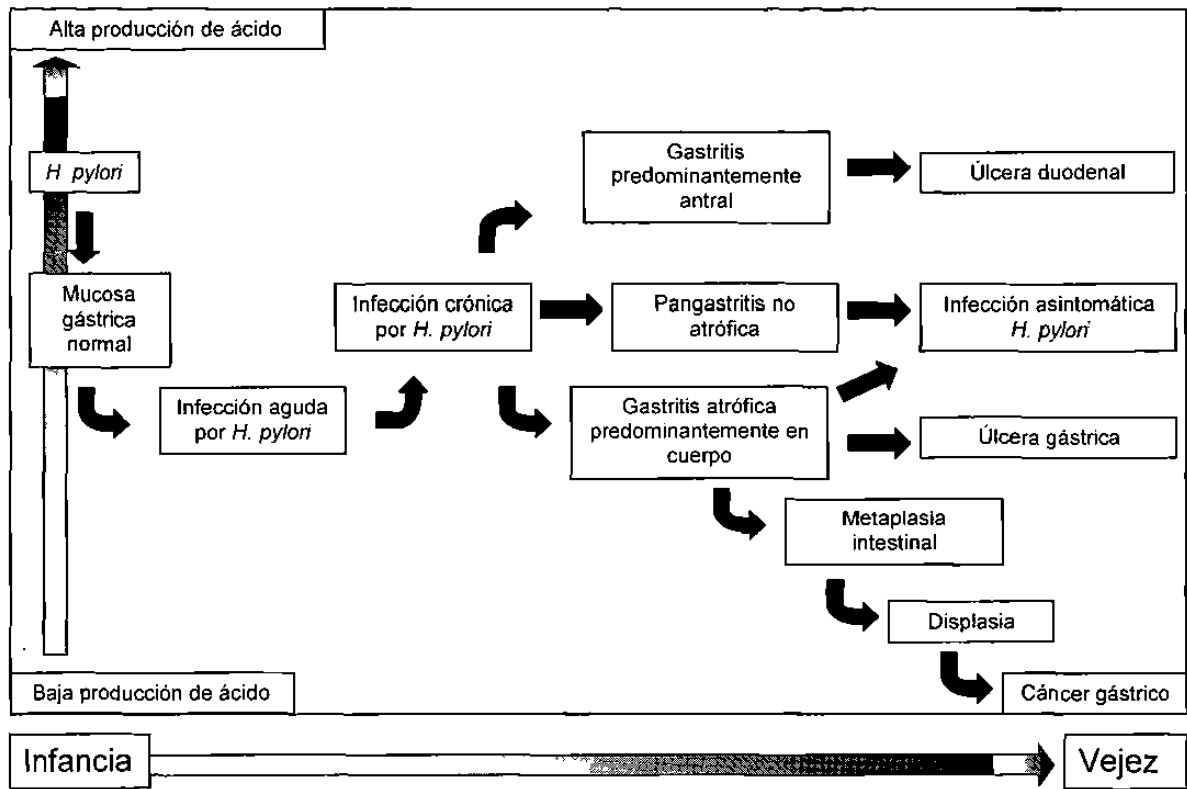 Alta producción de ácido
H. pylori
Mucosa
gástrica
normal
Infección aguda
por H. pylori
Infección crónica
por H. pylori
Gastritis
predominantemente
antral
Úlcera duodenal
Pangastritis no
atrófica
Infección asintomática
H. pylori
Gastritis atrófica
predominantemente en
cuerpo
Úlcera gástrica
Metaplasia
intestinal
Displasia
Baja producción de ácido
Cáncer gástrico
Infancia
Vejez